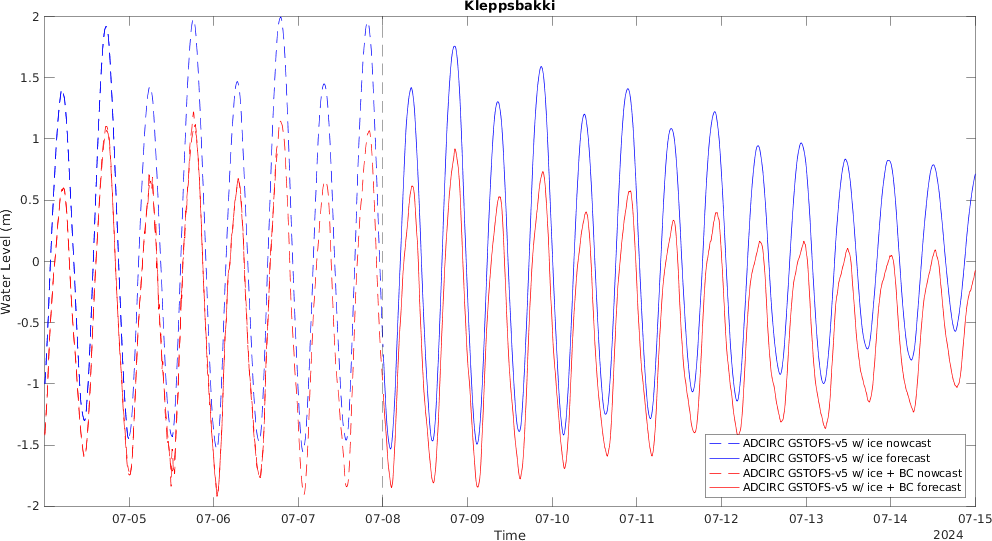 Kleppsbakki
2
1.5
1
0.5
0
-0.5
-1
-1.5
-2
Water Level (m)
ADCIRC GSTOFS-v5 w/ ice nowcast
ADCIRC GSTOFS-v5 w/ ice forecast
ADCIRC GSTOFS-v5 w/ ice + BC nowcast
ADCIRC GSTOFS-v5 w/ ice + BC forecast
07-05 07-06 07-07 07-08 07-09 07-10 07-11 07-12 07-13 07-14 07-15
Time
2024